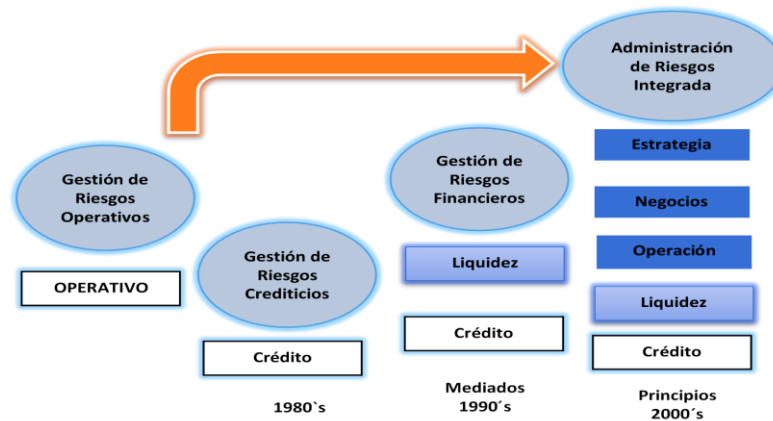 Gestión de
Riesgos
Operativos
OPERATIVO
Gestión de
Riesgos
Crediticios
Crédito
1980`s
Gestión de
Riesgos
Financieros
Liquidez
Crédito
Mediados
1990´s
Administración
de Riesgos
Integrada
Estrategia
Negocios
Operación
Liquidez
Crédito
Principios
2000´s